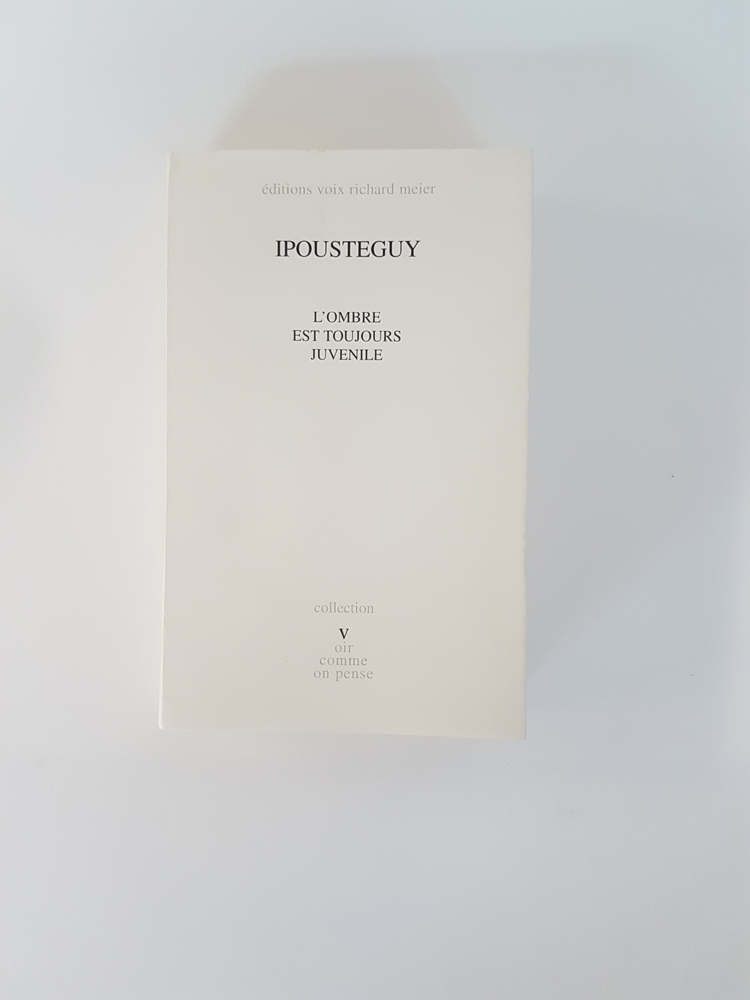 éditions voix richard meier
IPOUSTEGUY
L'OMBRE
EST TOUJOURS
JUVENILE
collection
V
oir
comme
on pense